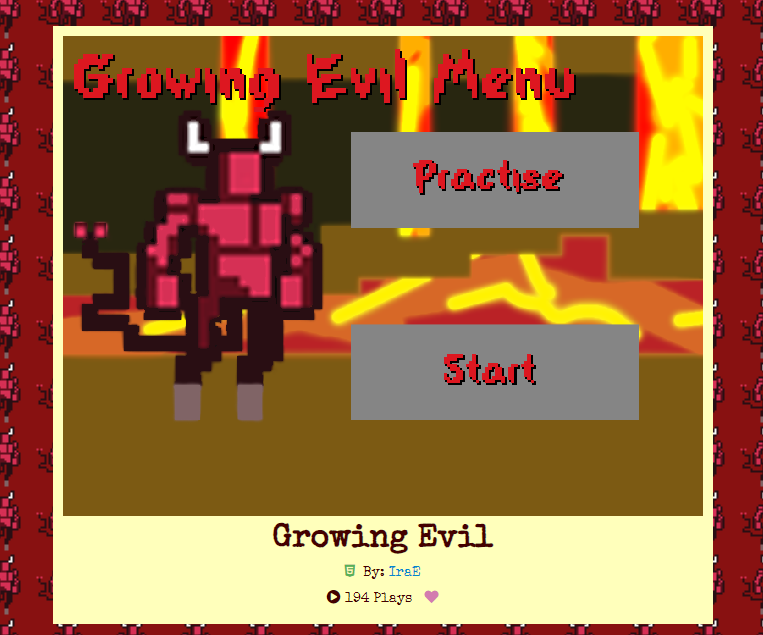 Growing Evil Menu
Practise
Start
Growing Evil
By: IraE
194 Plays